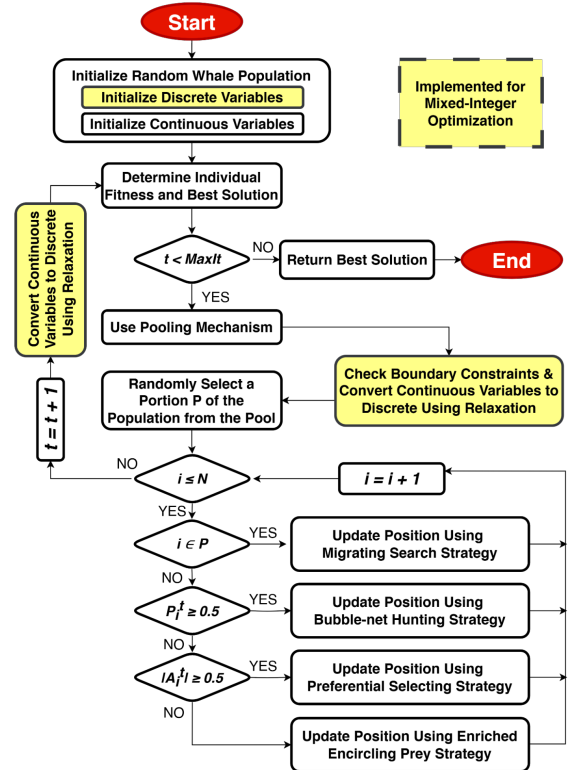 Start
Initialize Random Whale Population
Initialize Discrete Variables
Initialize Continuous Variables
Implemented for
Mixed-Integer
Optimization
Determine Individual
Fitness and Best Solution
Convert Continuous
Variables to Discrete
Using Relaxation
t < MaxIt
NO
Return Best Solution
End
YES
Use Pooling Mechanism
Check Boundary Constraints &
Convert Continuous Variables to
Discrete Using Relaxation
Randomly Select a
Portion P of the
Population from the Pool
t = t + 1
NO
i ≤ N
i = i + 1
YES
i ∈ P
YES
Update Position Using
Migrating Search Strategy
NO
P_i^t ≥ 0.5
YES
Update Position Using
Bubble-net Hunting Strategy
NO
|A_i^t| ≥ 0.5
YES
Update Position Using
Preferential Selecting Strategy
NO
Update Position Using Enriched
Encircling Prey Strategy